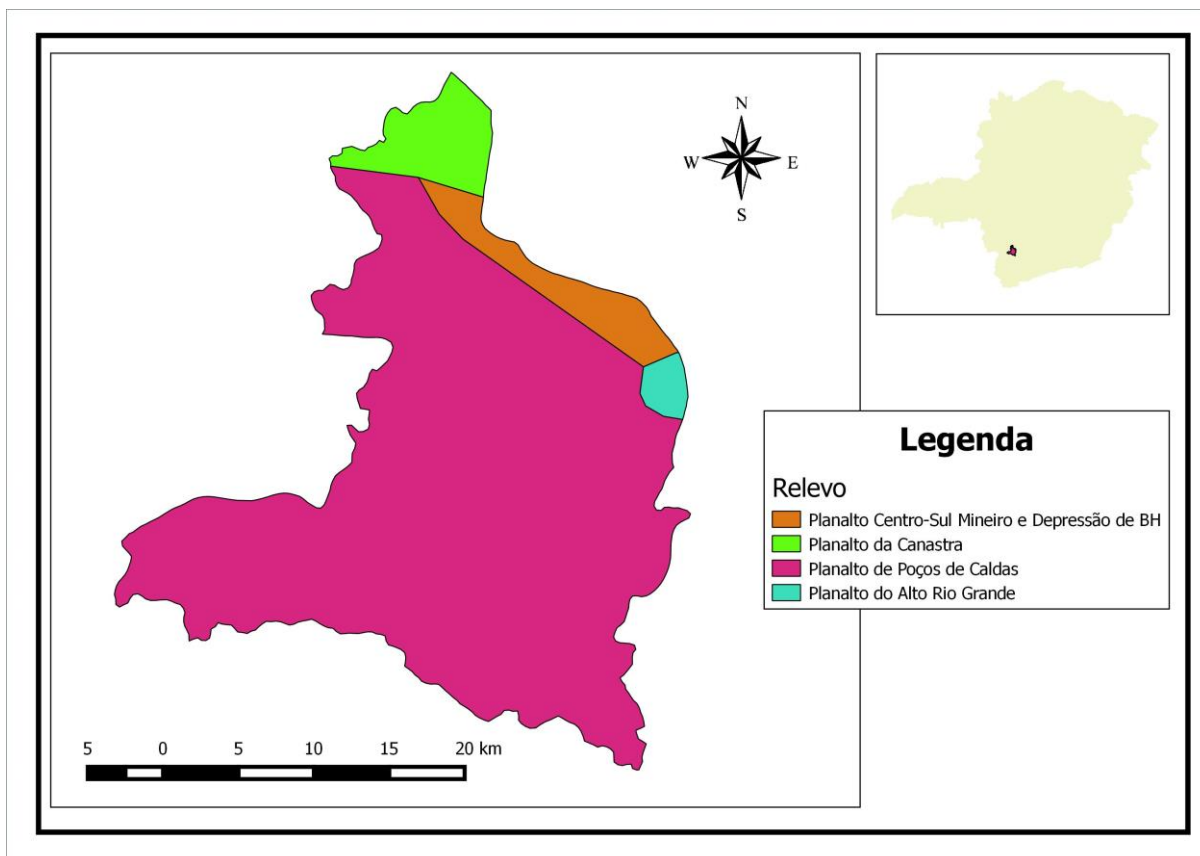 N
W E
S
Legenda
Relevo
Planalto Centro-Sul Mineiro e Depressão de BH
Planalto da Canastra
Planalto de Poços de Caldas
Planalto do Alto Rio Grande
5 0 5 10 15 20 km